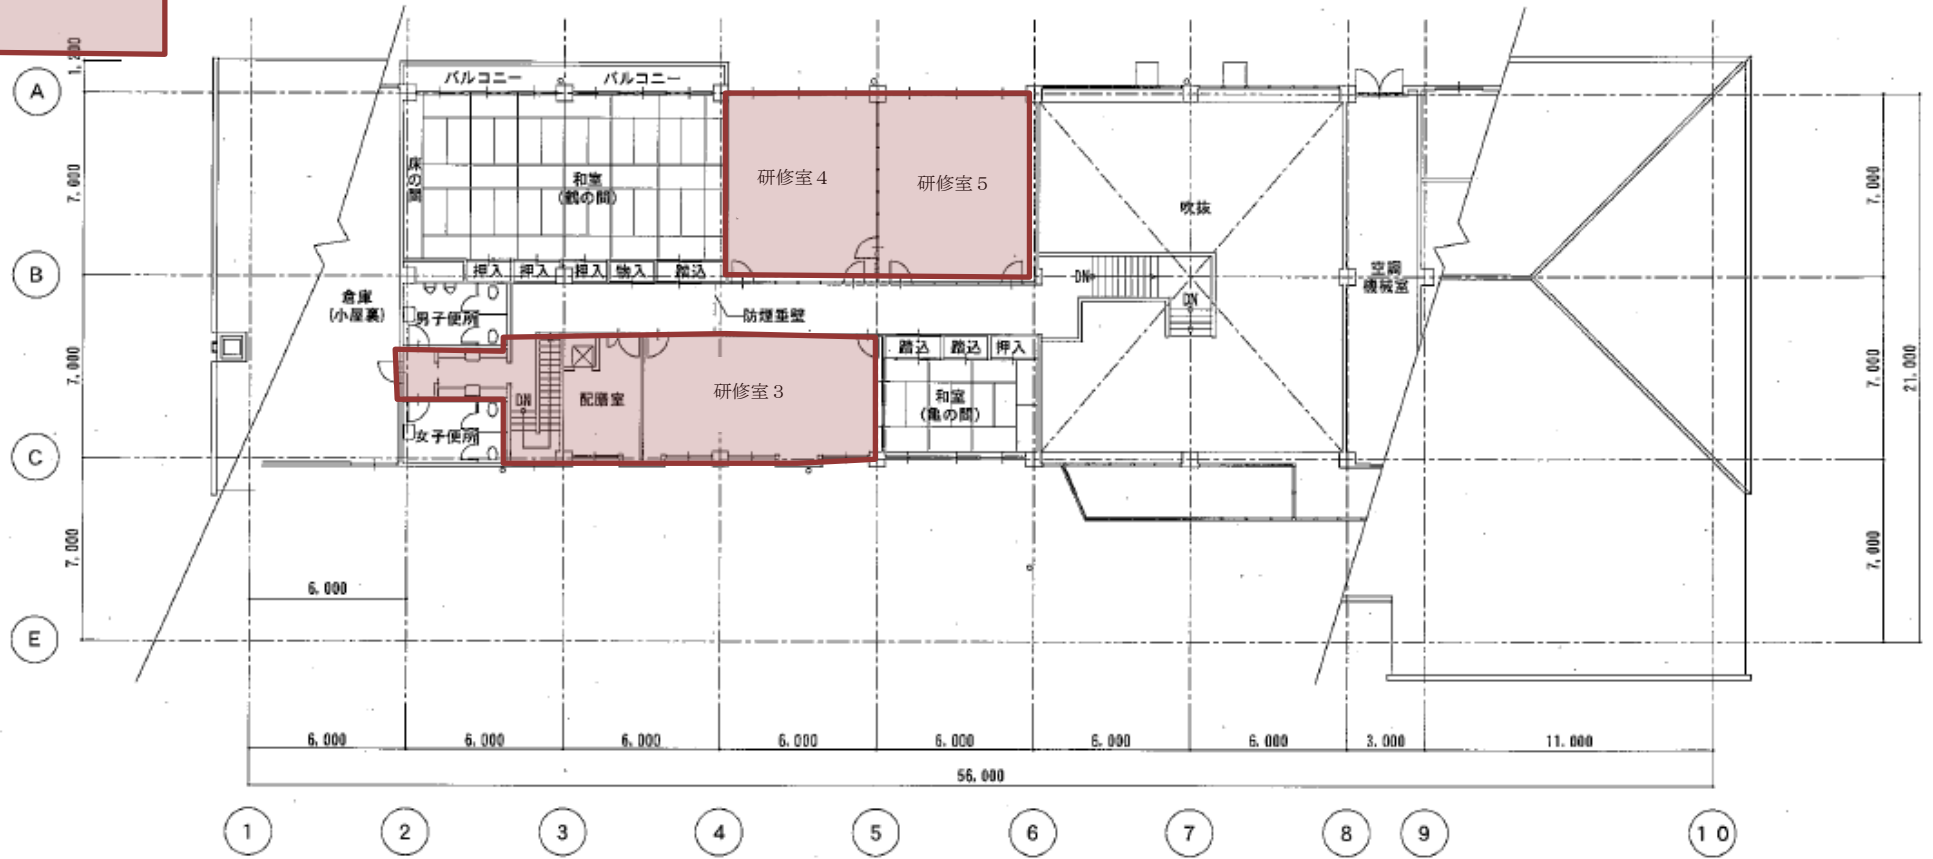 1,200
A
バルコニー
バルコニー
7,000
床の間
和室
(鶴の間)
研修室４
研修室５
吹抜
7,000
B
押入
押入
押入
物入
踏込
DN
空調
機械室
倉庫
(小屋裏)
男子便所
防煙垂壁
DN
7,000
踏込
踏込
押入
7,000
21,000
DN
配膳室
研修室３
和室
(亀の間)
女子便所
C
7,000
7,000
6,000
E
6,000
6,000
6,000
6,000
6,000
6,000
6,000
3,000
11,000
56,000
1
2
3
4
5
6
7
8
9
10